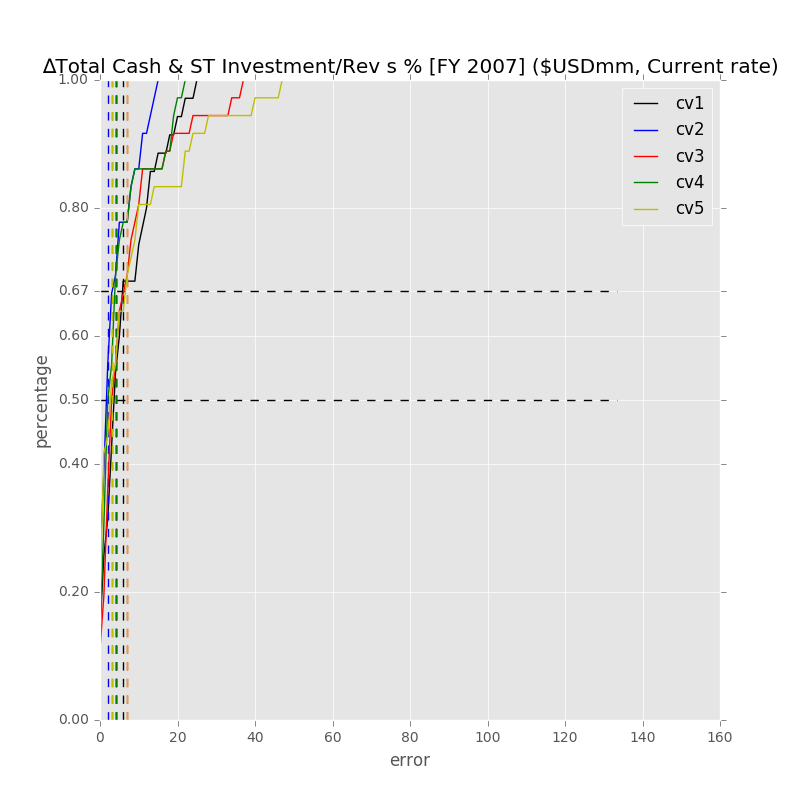 ΔTotal Cash & ST Investment/Rev s % [FY 2007] ($USDmm, Current rate)
1.00
0.80
0.67
0.60
0.50
0.40
0.20
0.00
percentage
cv1
cv2
cv3
cv4
cv5
0 20 40 60 80 100 120 140 160
error